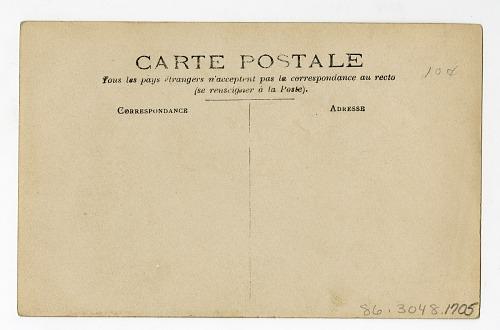 CARTE POSTALE
Tous les pays étrangers n'acceptent pas la correspondance au recto
(se renseigner à la Poste).
CORRESPONDANCE
ADRESSE
104
86.3048.1705